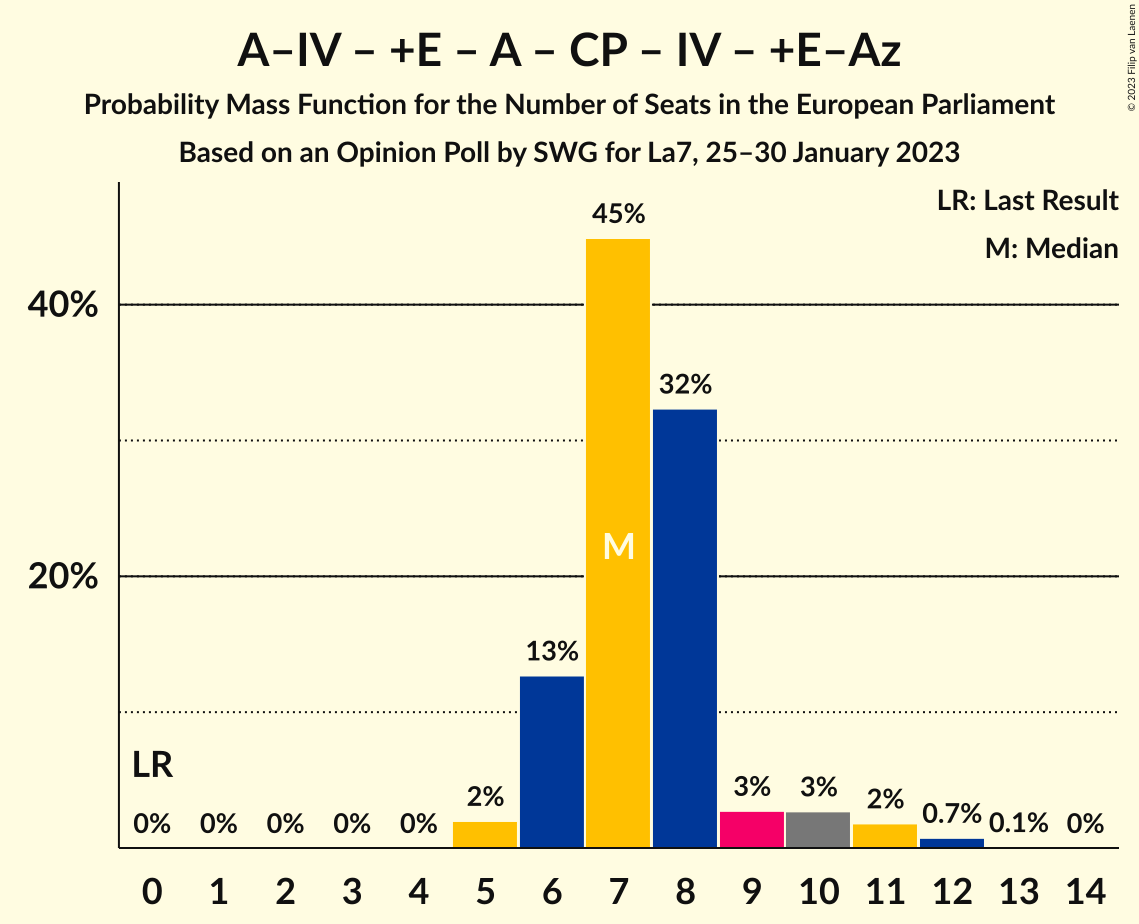 A–IV – +E – A – CP – IV – +E–Az
Probability Mass Function for the Number of Seats in the European Parliament
Based on an Opinion Poll by SWG for La7, 25–30 January 2023
© 2023 Filip van Laenen
LR: Last Result
M: Median
45%
40%
32%
M
20%
13%
LR
0% 0% 0% 0% 0% 2% 3% 3% 2% 0.7% 0.1% 0%
0 1 2 3 4 5 6 7 8 9 10 11 12 13 14